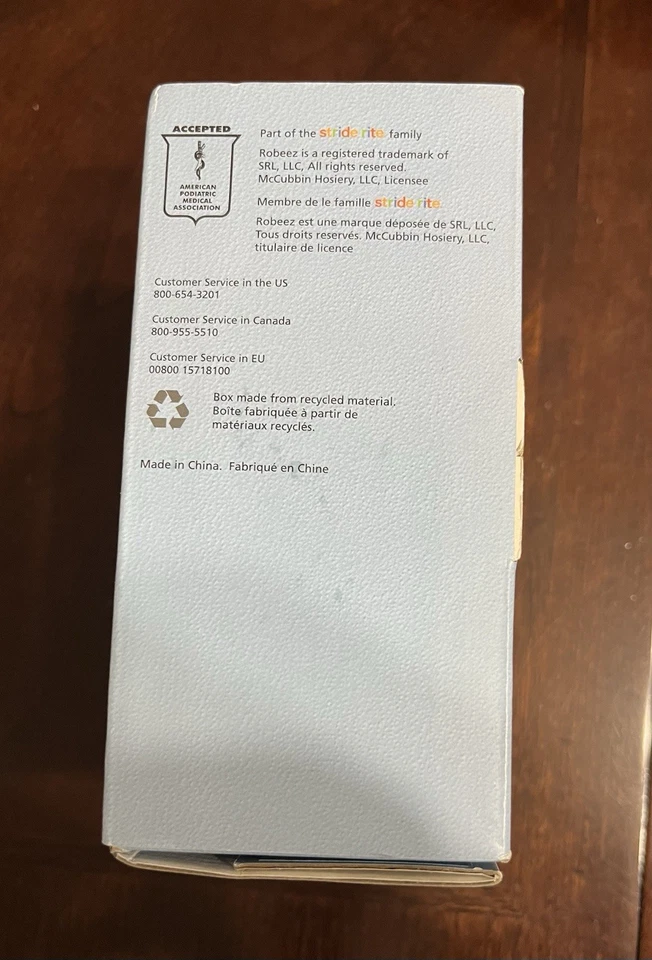 ACCEPTED
AMERICAN
PODIATRIC
MEDICAL
ASSOCIATION
Part of the stride rite family
Robeez is a registered trademark of
SRL, LLC, All rights reserved.
McCubbin Hosiery, LLC, Licensee
Membre de le famille stride rite.
Robeez est une marque déposée de SRL, LLC,
Tous droits reservés. McCubbin Hosiery, LLC,
titulaire de licence
Customer Service in the US
800-654-3201
Customer Service in Canada
800-955-5510
Customer Service in EU
00800 15718100
Box made from recycled material.
Boîte fabriquée à partir de
matériaux recyclés.
Made in China. Fabriqué en Chine